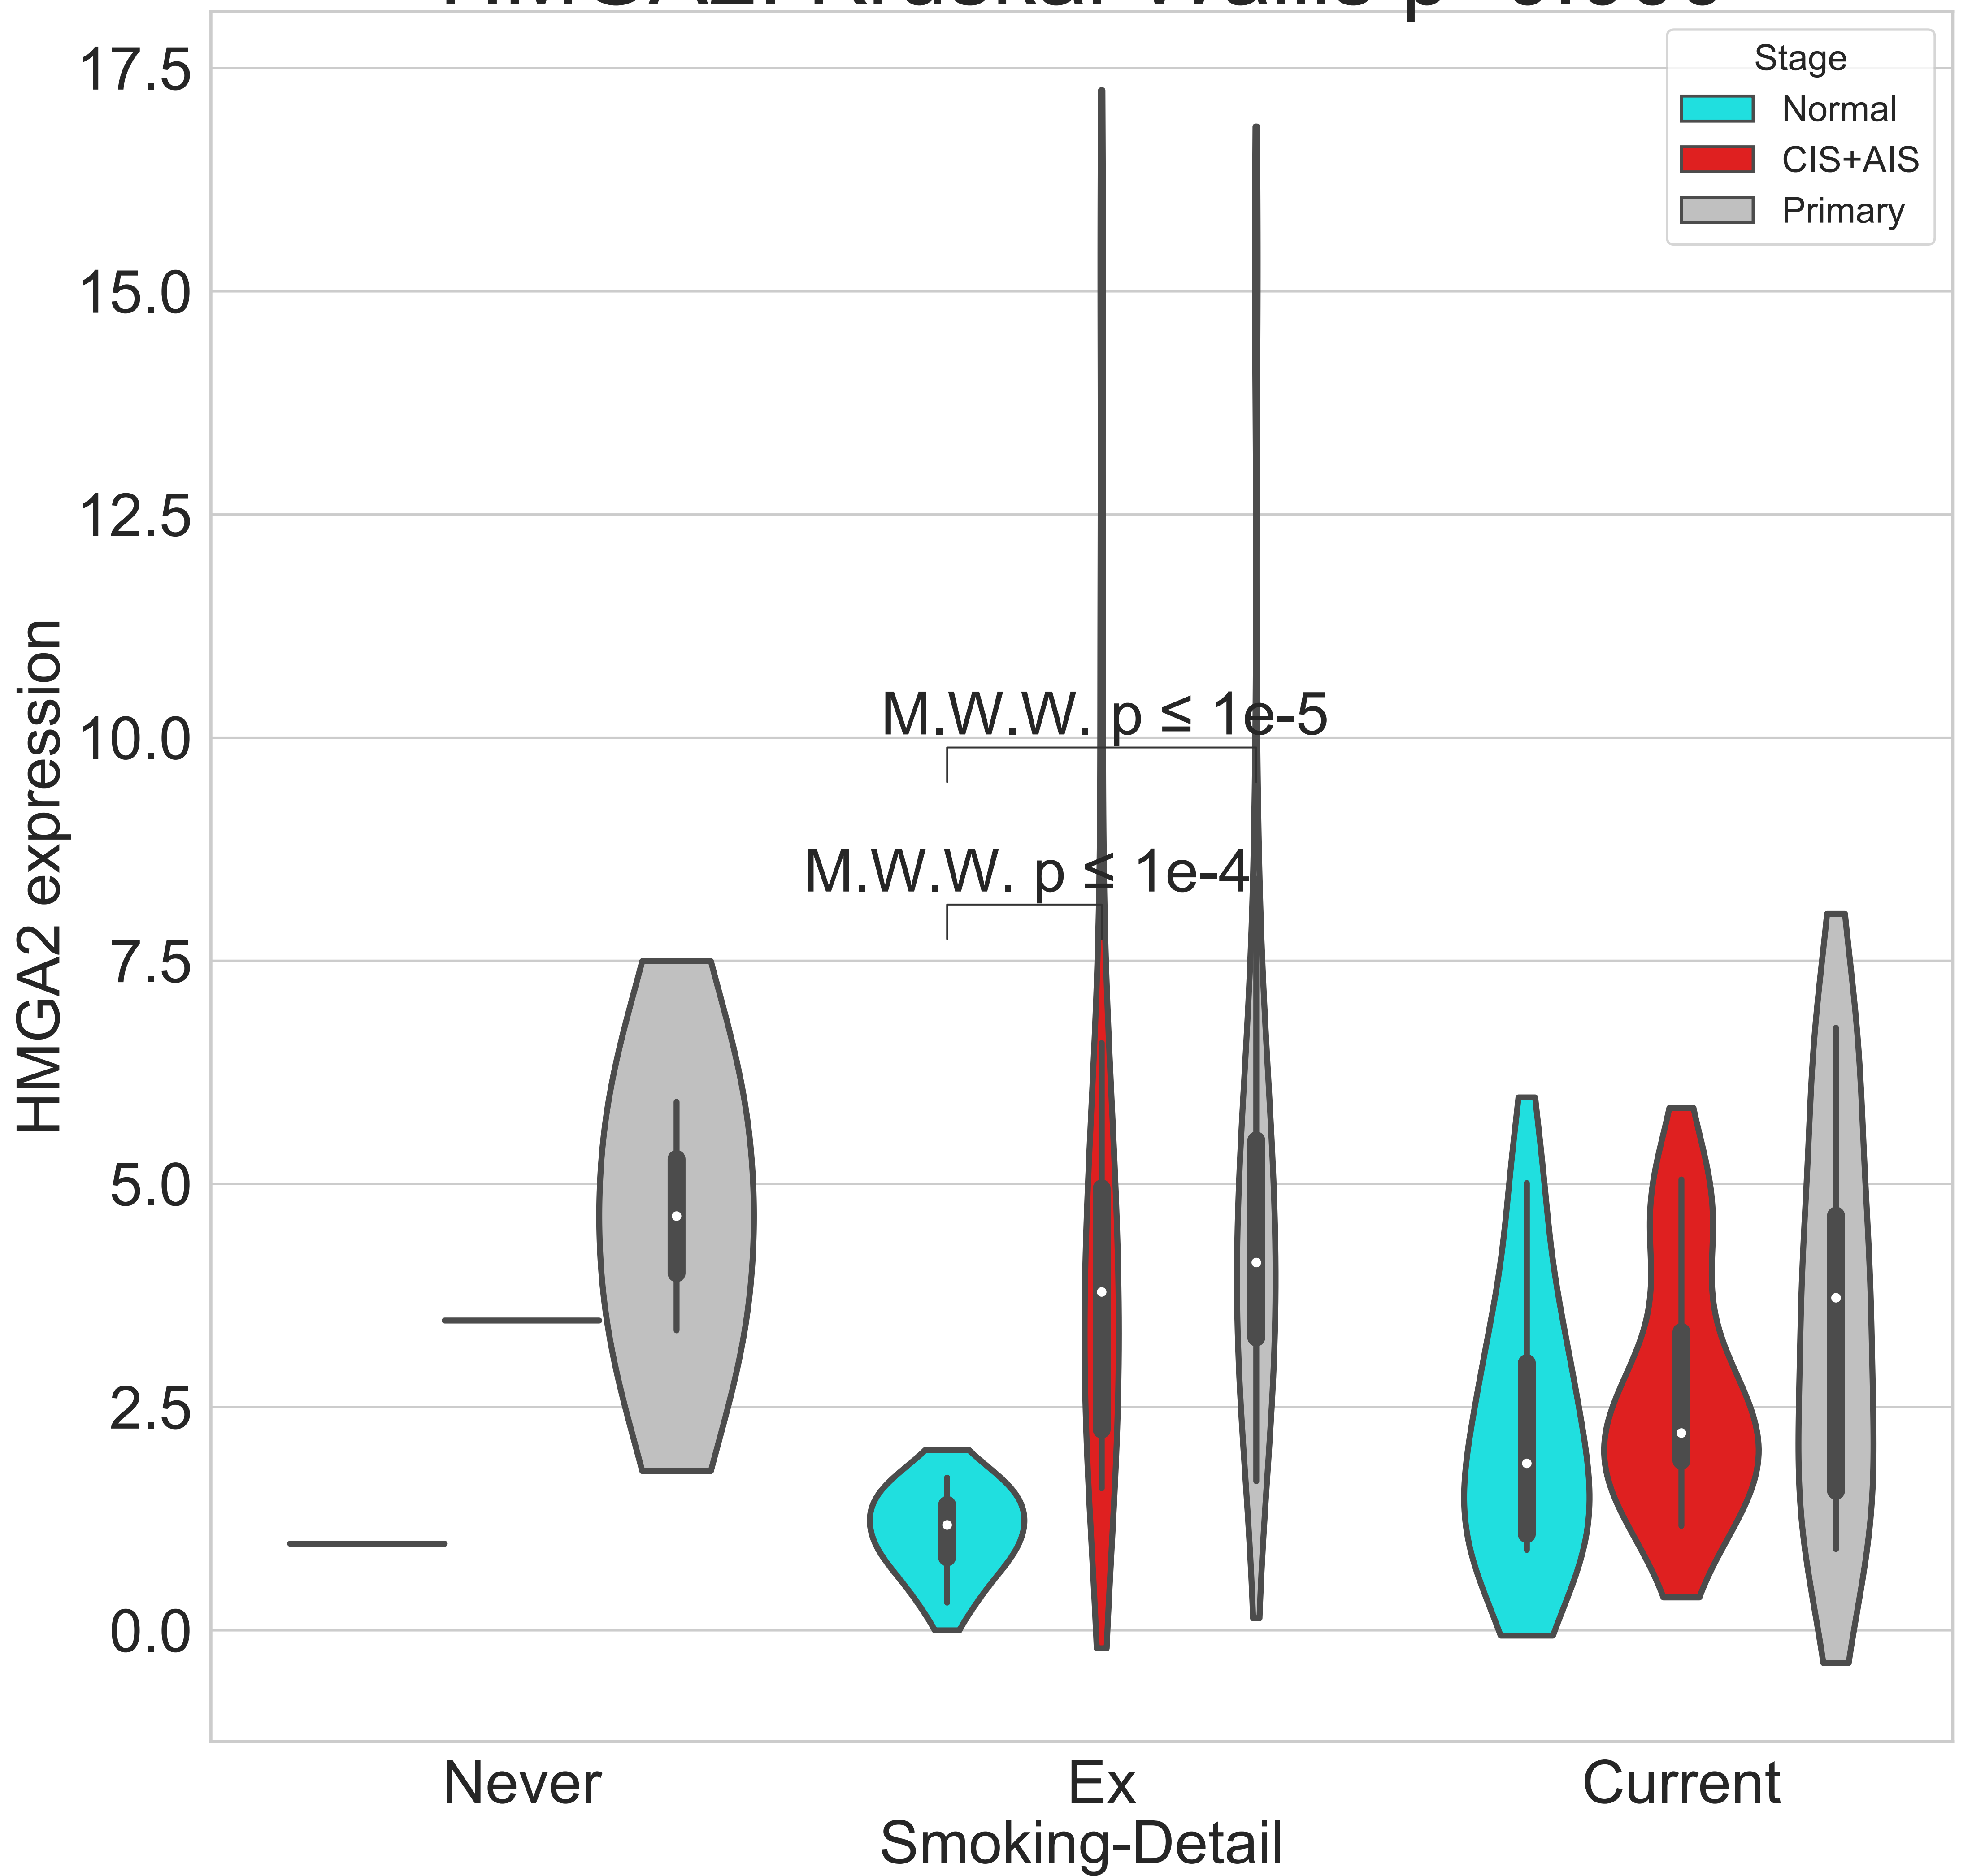 17.5
15.0
12.5
10.0
7.5
5.0
2.5
0.0
HMGA2 expression
Stage
Normal
CIS+AIS
Primary
M.W.W. p ≤ 1e-5
M.W.W. p ≤ 1e-4
Never
Ex
Current
Smoking-Detail